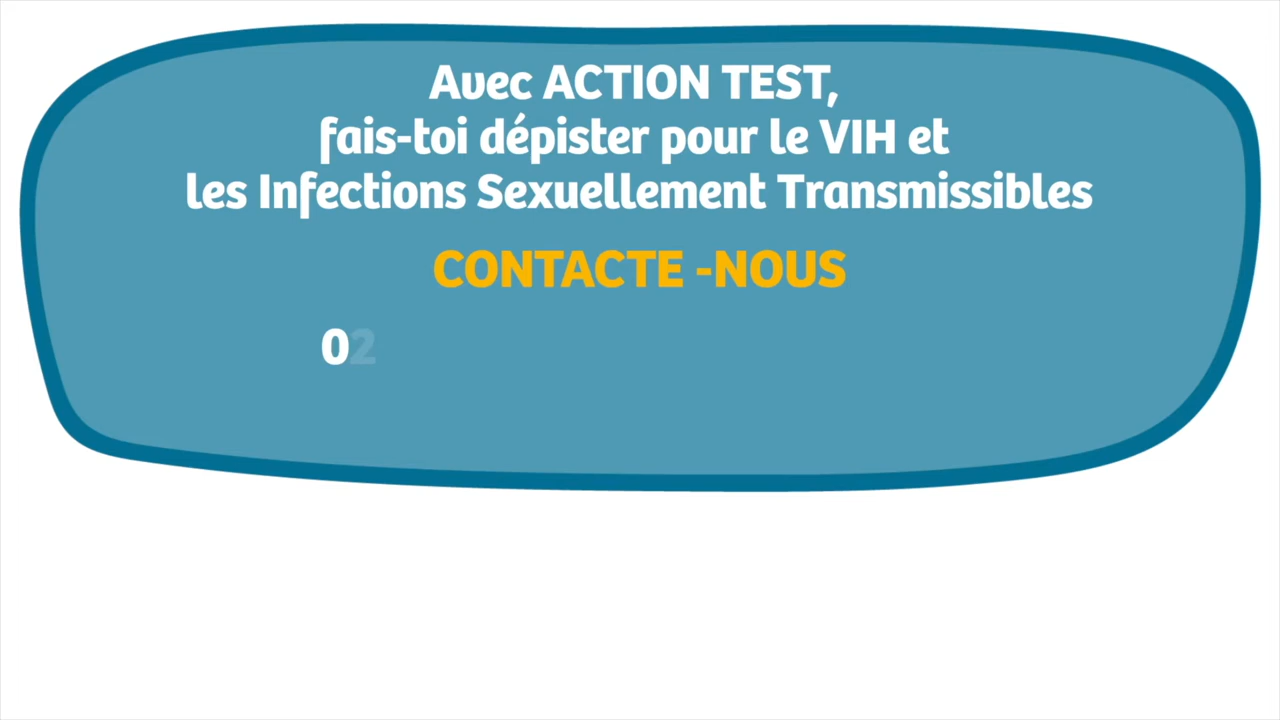 Avec ACTION TEST,
fais-toi dépister pour le VIH et
les Infections Sexuellement Transmissibles
CONTACTE -NOUS
02